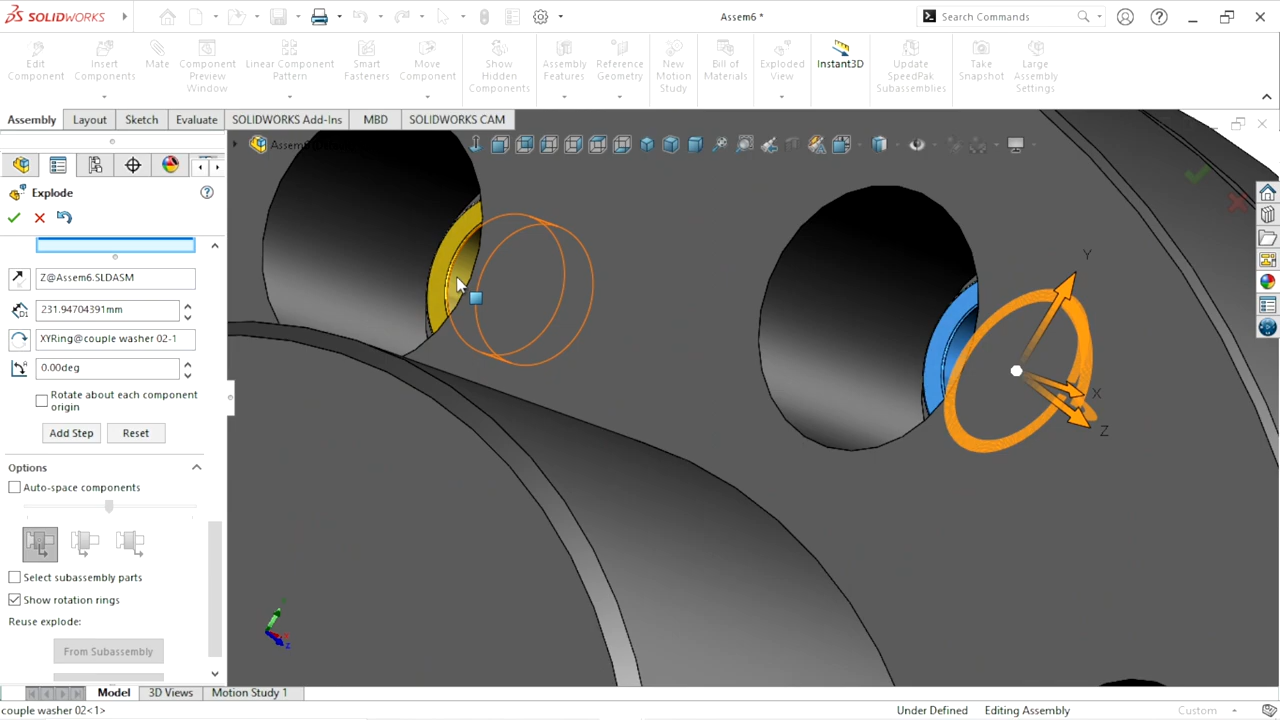 SOLIDWORKS
Assem6 *
Search Commands
Edit Component
Insert Components
Mate
Component Preview Window
Linear Component Pattern
Smart Fasteners
Move Component
Show Hidden Components
Assembly Features
Reference Geometry
New Motion Study
Bill of Materials
Exploded View
Instant3D
Update SpeedPak Subassemblies
Take Snapshot
Large Assembly Settings
Assembly
Layout
Sketch
Evaluate
SOLIDWORKS Add-Ins
MBD
SOLIDWORKS CAM
Explode
Z@Assem6.SLDASM
231.94704391mm
XYRing@couple washer 02-1
0.00deg
Rotate about each component
origin
Add Step
Reset
Options
Auto-space components
Select subassembly parts
Show rotation rings
Reuse explode:
From Subassembly
Y
X
Z
Model
3D Views
Motion Study 1
couple washer 02<1>
Under Defined
Editing Assembly
Custom